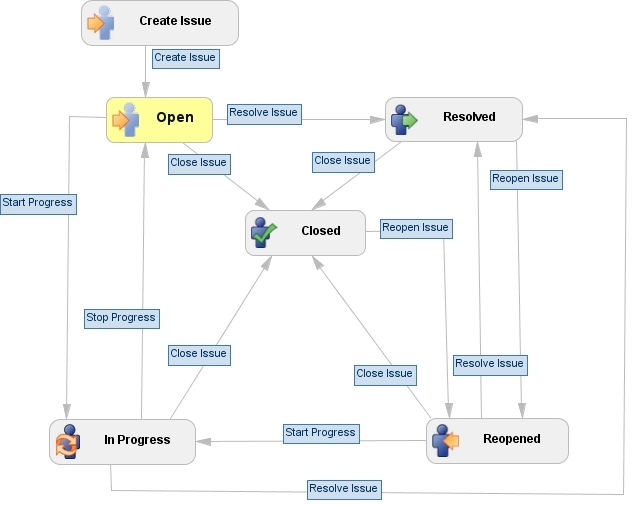 Create Issue
Create Issue
Open
Resolve Issue
Resolved
Close Issue
Close Issue
Reopen Issue
Start Progress
Closed
Reopen Issue
Stop Progress
Close Issue
Close Issue
Resolve Issue
In Progress
Start Progress
Reopened
Resolve Issue